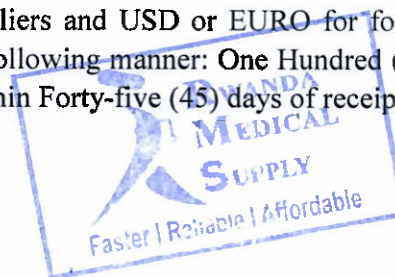 liers and USD or EURO for fo
ollowing manner: One Hundred (
in Forty-five (45) days of receip
RWANDA
MEDICAL
SUPPLY
Faster | Reliable | Affordable